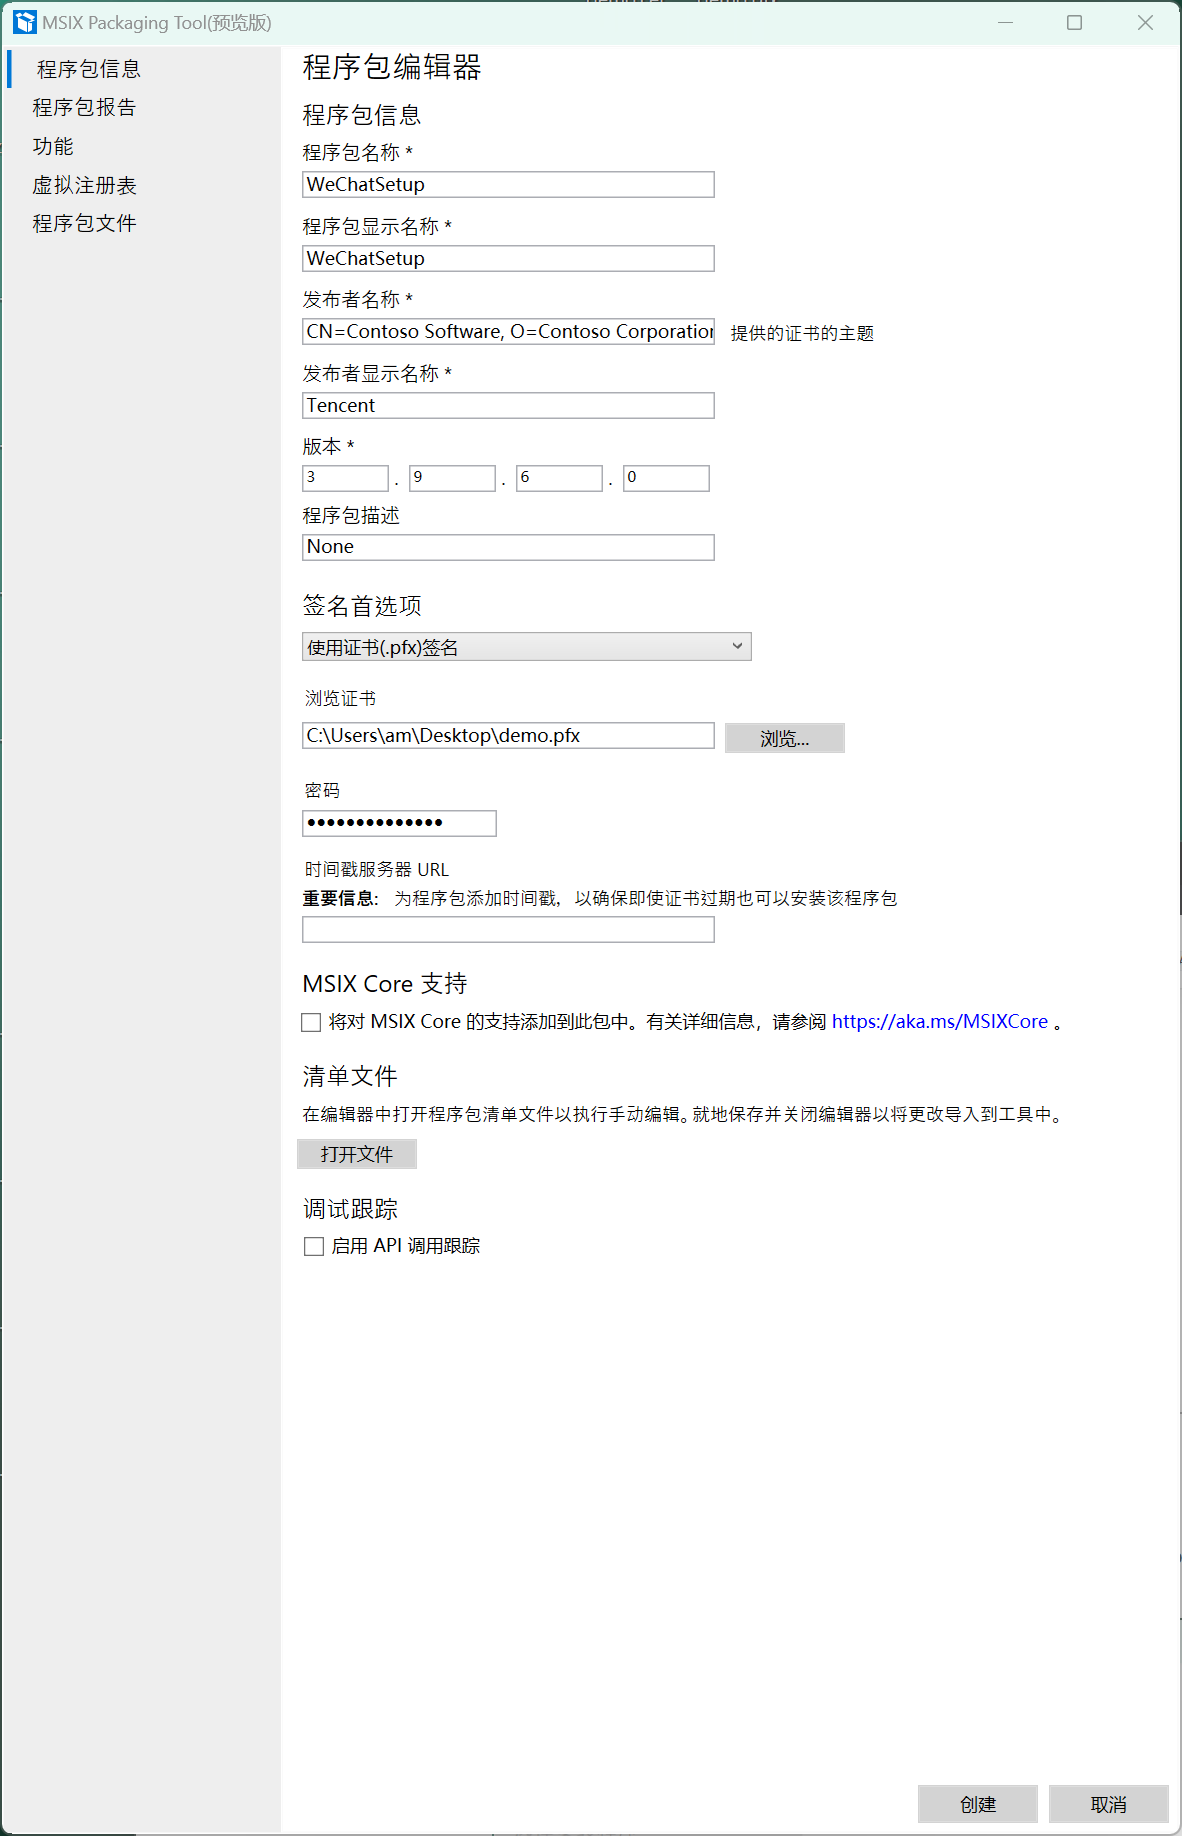 MSIX Packaging Tool(预览版)
程序包信息
程序包报告
功能
虚拟注册表
程序包文件
程序包编辑器
程序包信息
程序包名称 *
WeChatSetup
程序包显示名称 *
WeChatSetup
发布者名称 *
CN=Contoso Software, O=Contoso Corporation 提供的证书的主题
发布者显示名称 *
Tencent
版本 *
3 . 9 . 6 . 0
程序包描述
None
签名首选项
使用证书(.pfx)签名
浏览证书
C:\Users\am\Desktop\demo.pfx 浏览...
密码
••••••••••••••
时间戳服务器 URL
重要信息: 为程序包添加时间戳，以确保即使证书过期也可以安装该程序包
MSIX Core 支持
将对 MSIX Core 的支持添加到此包中。有关详细信息，请参阅 https://aka.ms/MSIXCore 。
清单文件
在编辑器中打开程序包清单文件以执行手动编辑。就地保存并关闭编辑器以将更改导入到工具中。
打开文件
调试跟踪
启用 API 调用跟踪
创建 取消